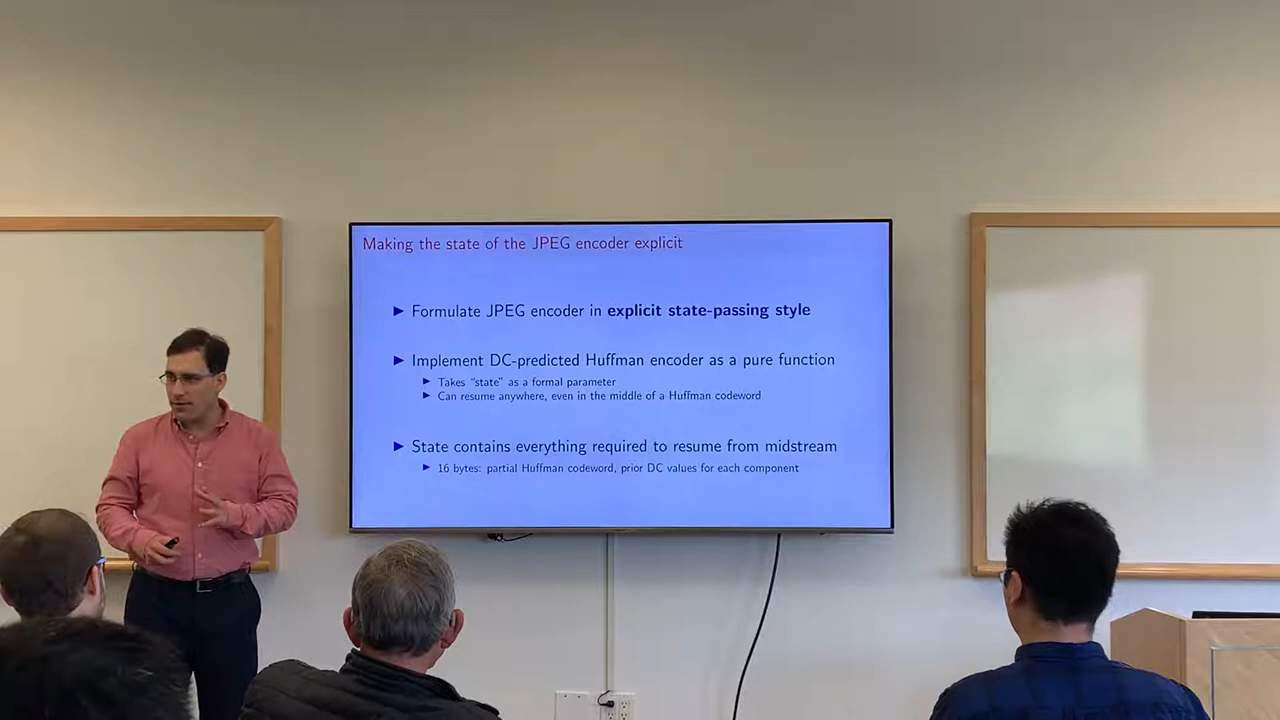 Making the state of the JPEG encoder explicit
▶ Formulate JPEG encoder in explicit state-passing style
▶ Implement DC-predicted Huffman encoder as a pure function
▶ Takes "state" as a formal parameter
▶ Can resume anywhere, even in the middle of a Huffman codeword
▶ State contains everything required to resume from midstream
▶ 16 bytes: partial Huffman codeword, prior DC values for each component